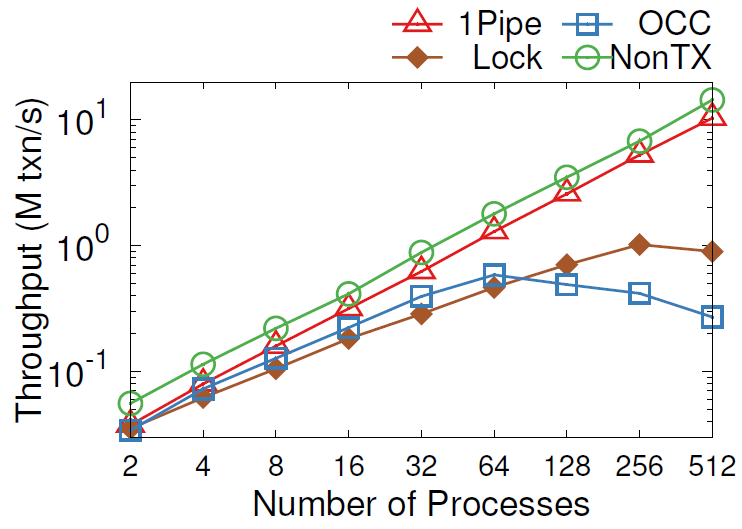 1Pipe OCC
Lock NonTX
Throughput (M txn/s)
10^1
10^0
10^-1
2 4 8 16 32 64 128 256 512
Number of Processes